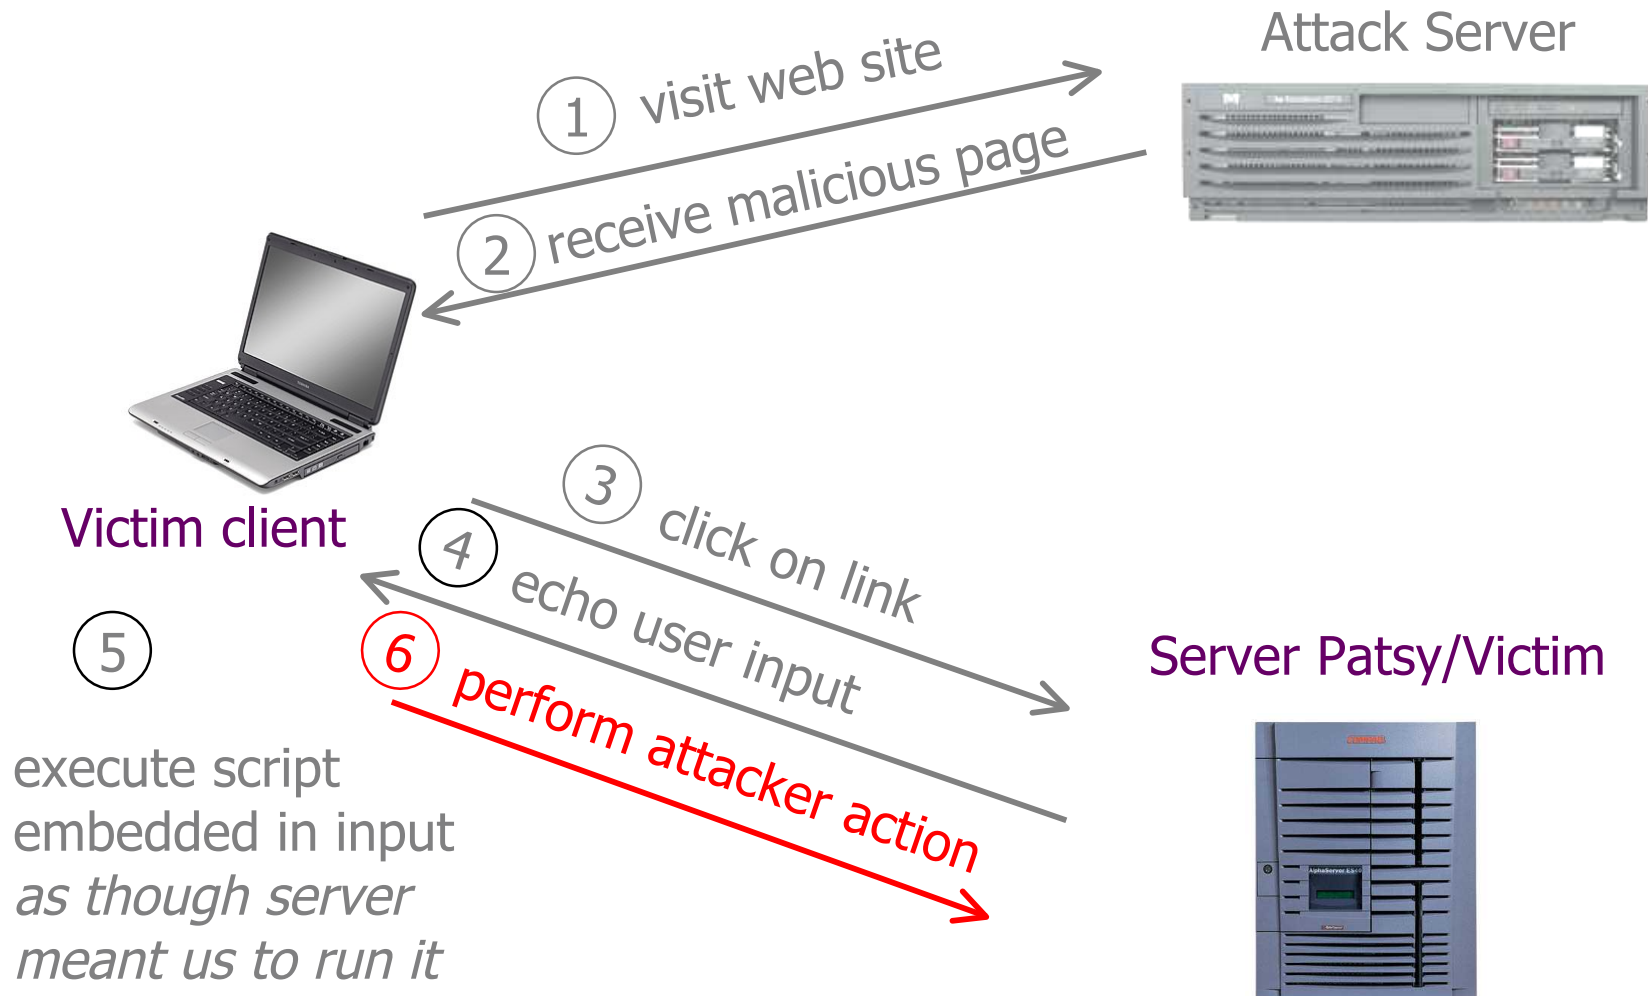 Attack Server
1 visit web site
2 receive malicious page
Victim client
3 click on link
4 echo user input
5
execute script
embedded in input
as though server
meant us to run it
6 perform attacker action
Server Patsy/Victim